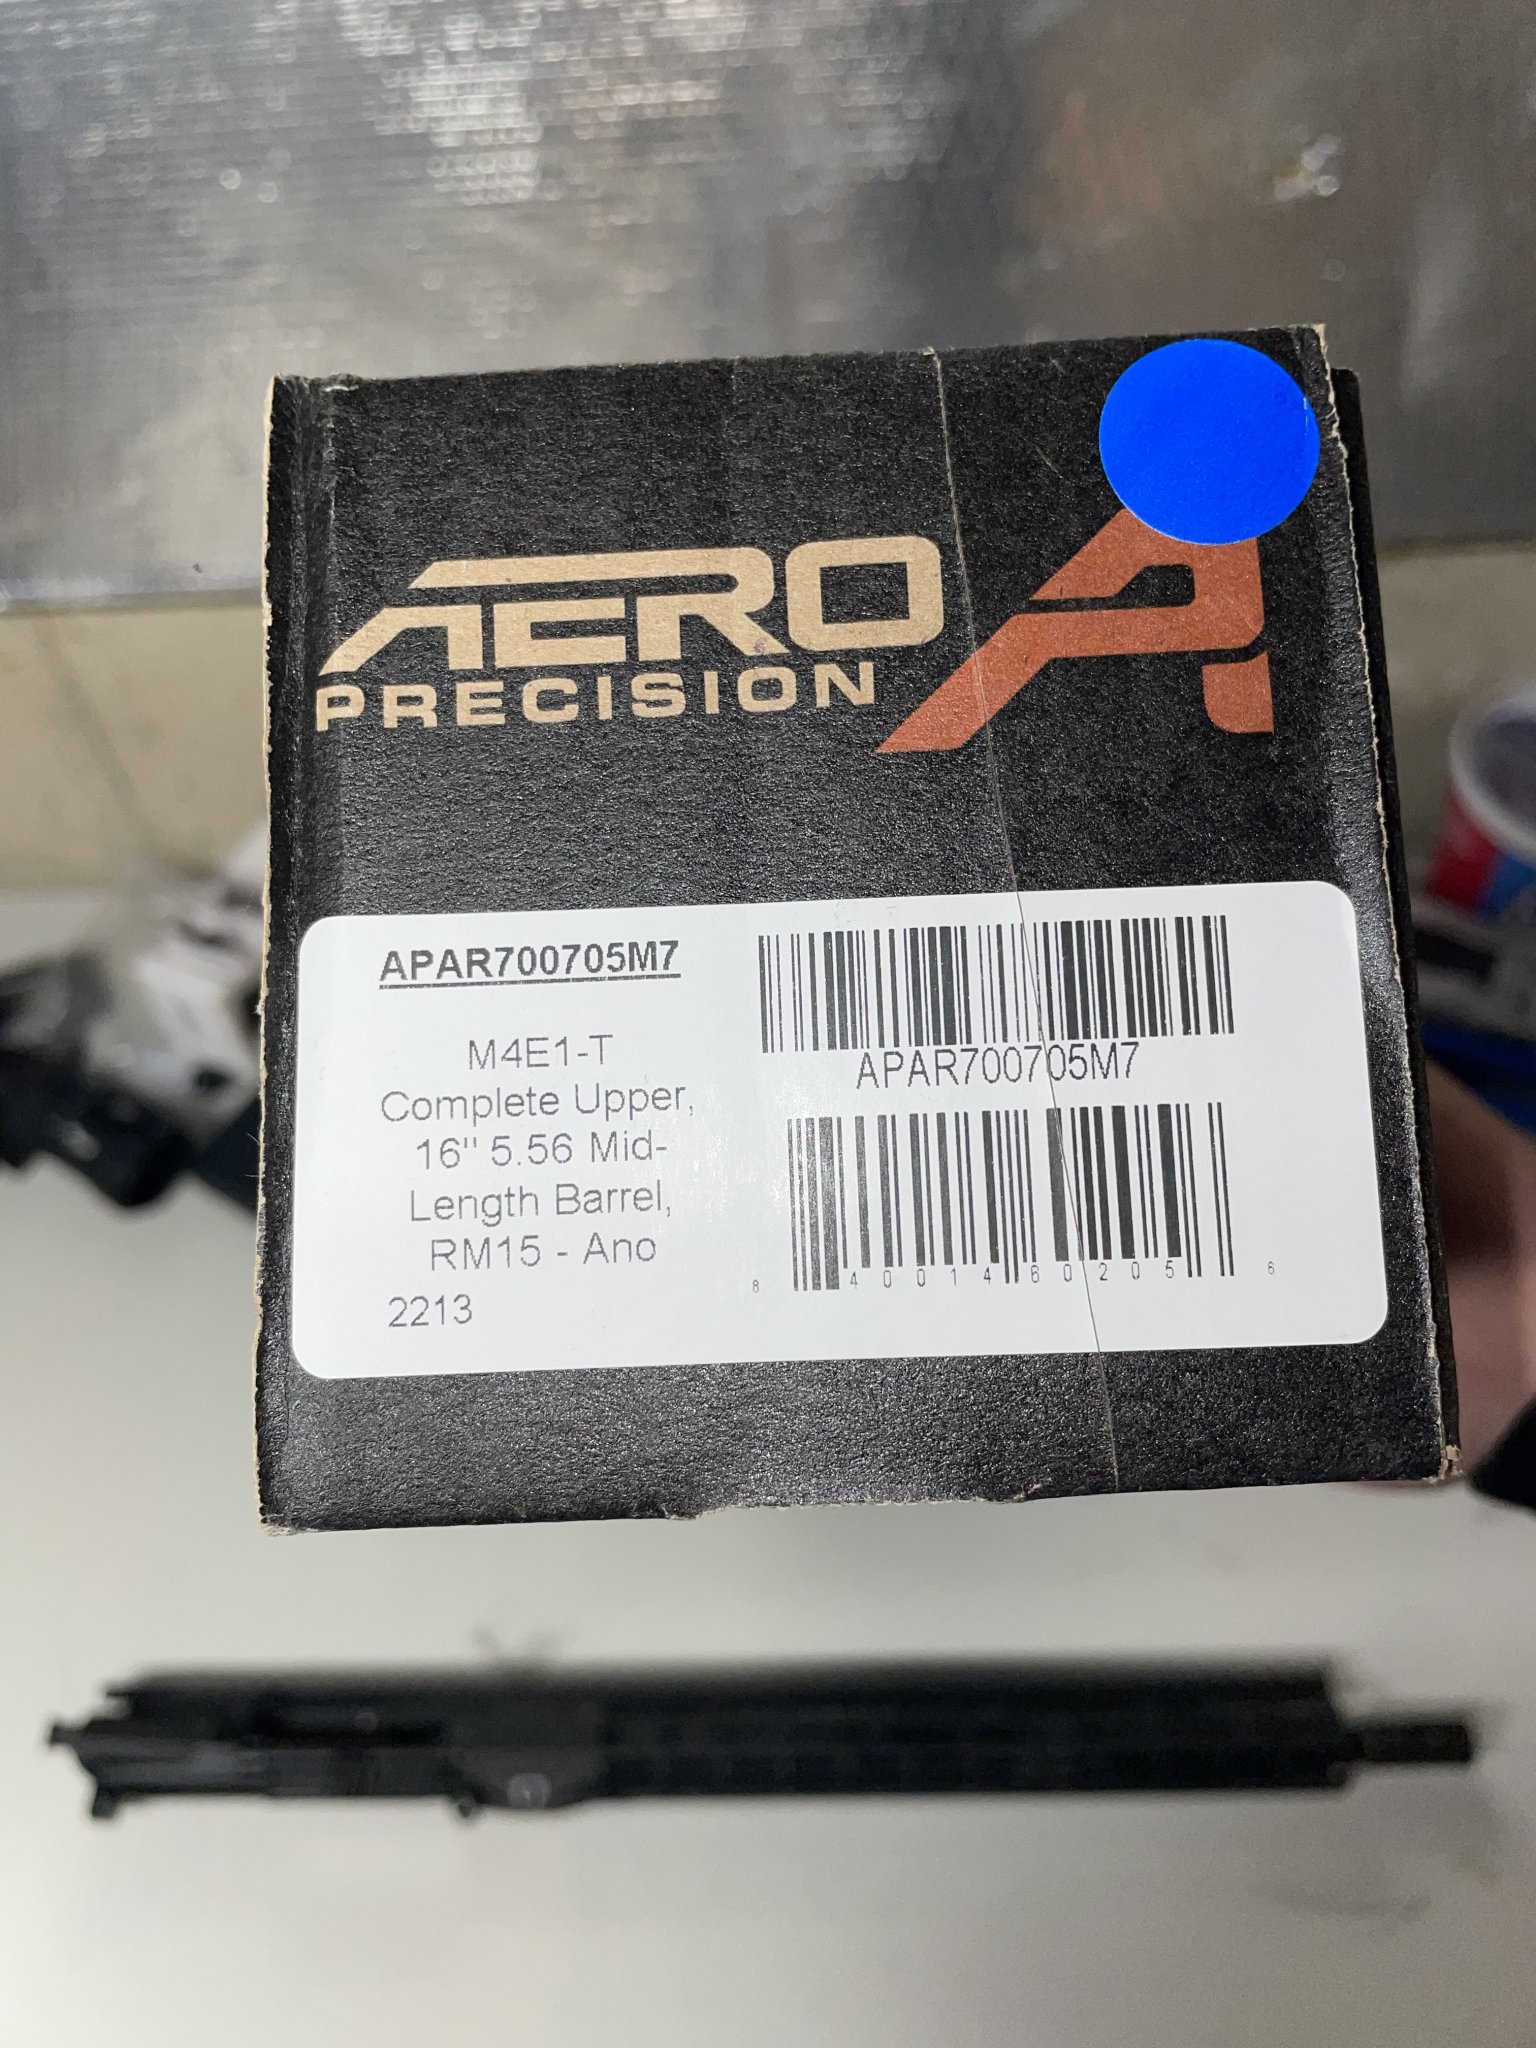 AERO
PRECISION
APAR700705M7
M4E1-T
Complete Upper,
16" 5.56 Mid-
Length Barrel,
RM15 - Ano
2213
APAR700705M7
8 40014 60205 6